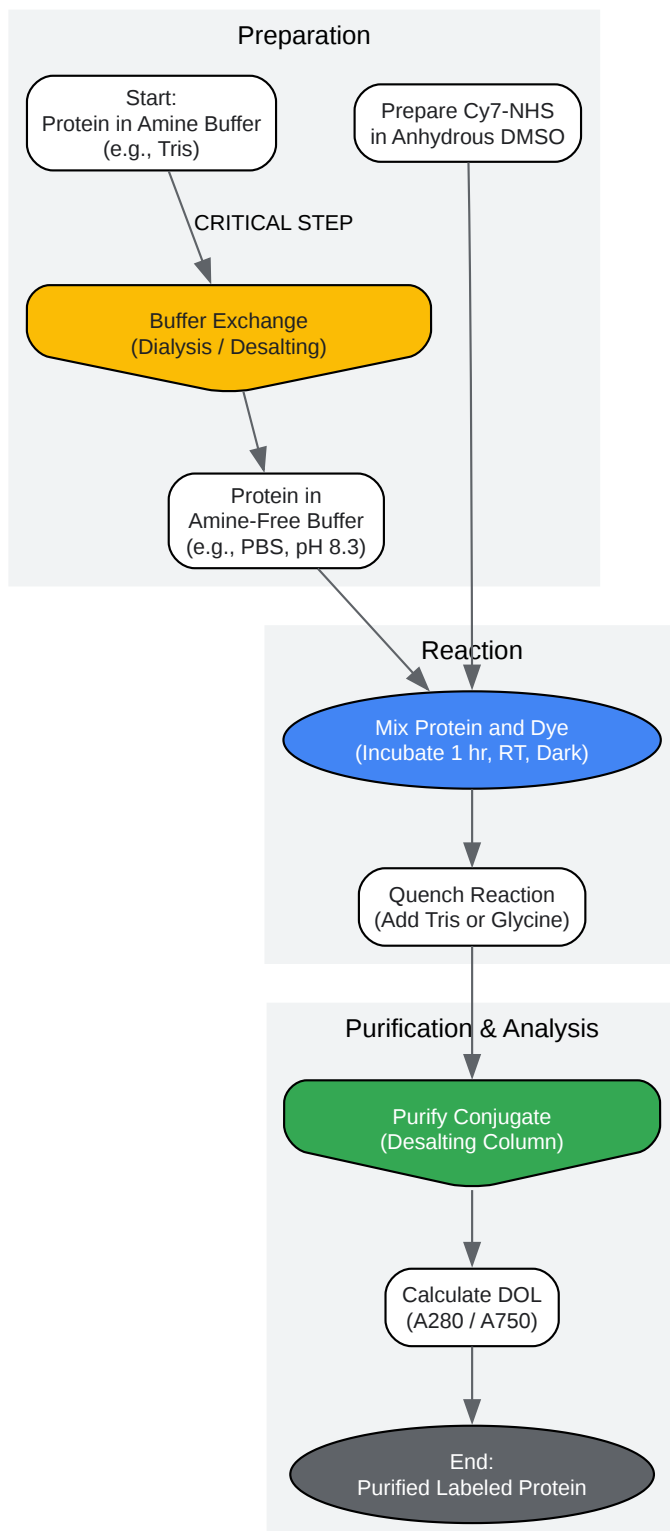 Preparation
Start:
Protein in Amine Buffer
(e.g., Tris)
Prepare Cy7-NHS
in Anhydrous DMSO
CRITICAL STEP
Buffer Exchange
(Dialysis / Desalting)
Protein in
Amine-Free Buffer
(e.g., PBS, pH 8.3)
Reaction
Mix Protein and Dye
(Incubate 1 hr, RT, Dark)
Quench Reaction
(Add Tris or Glycine)
Purification & Analysis
Purify Conjugate
(Desalting Column)
Calculate DOL
(A280 / A750)
End:
Purified Labeled Protein